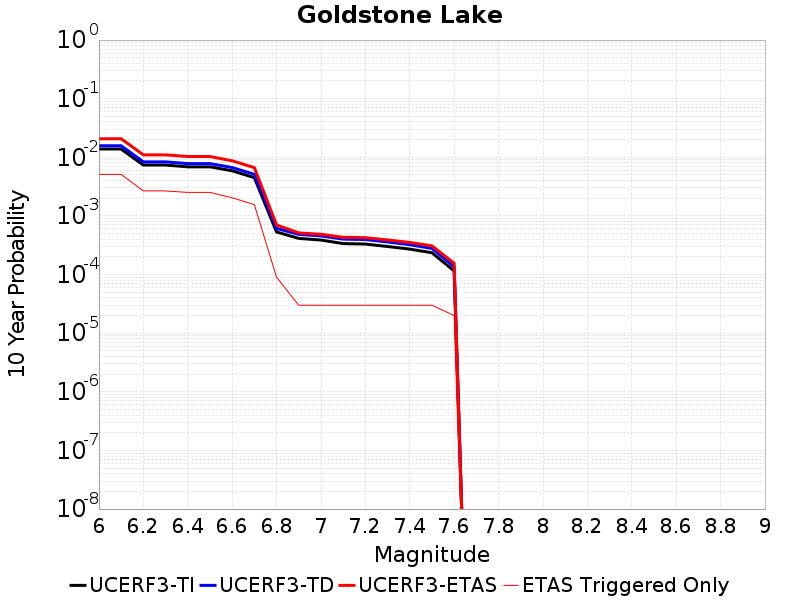 Goldstone Lake
10 Year Probability
10^0
10^-1
10^-2
10^-3
10^-4
10^-5
10^-6
10^-7
10^-8
6 6.2 6.4 6.6 6.8 7 7.2 7.4 7.6 7.8 8 8.2 8.4 8.6 8.8 9
Magnitude
UCERF3-TI UCERF3-TD UCERF3-ETAS ETAS Triggered Only